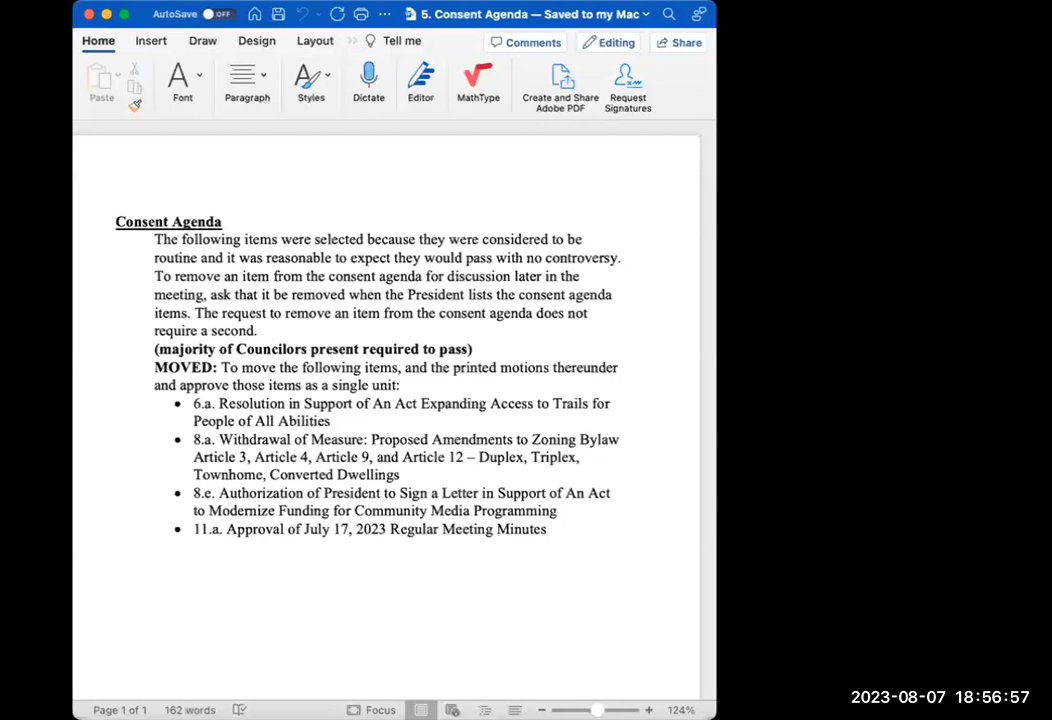 AutoSave OFF
5. Consent Agenda — Saved to my Mac
Home Insert Draw Design Layout Tell me
Comments Editing Share
Paste Font Paragraph Styles Dictate Editor MathType Create and Share Adobe PDF Request Signatures
Consent Agenda
The following items were selected because they were considered to be
routine and it was reasonable to expect they would pass with no controversy.
To remove an item from the consent agenda for discussion later in the
meeting, ask that it be removed when the President lists the consent agenda
items. The request to remove an item from the consent agenda does not
require a second.
(majority of Councilors present required to pass)
MOVED: To move the following items, and the printed motions thereunder
and approve those items as a single unit:
• 6.a. Resolution in Support of An Act Expanding Access to Trails for
People of All Abilities
• 8.a. Withdrawal of Measure: Proposed Amendments to Zoning Bylaw
Article 3, Article 4, Article 9, and Article 12 – Duplex, Triplex,
Townhome, Converted Dwellings
• 8.e. Authorization of President to Sign a Letter in Support of An Act
to Modernize Funding for Community Media Programming
• 11.a. Approval of July 17, 2023 Regular Meeting Minutes
2023-08-07 18:56:57
Page 1 of 1 162 words Focus 124%